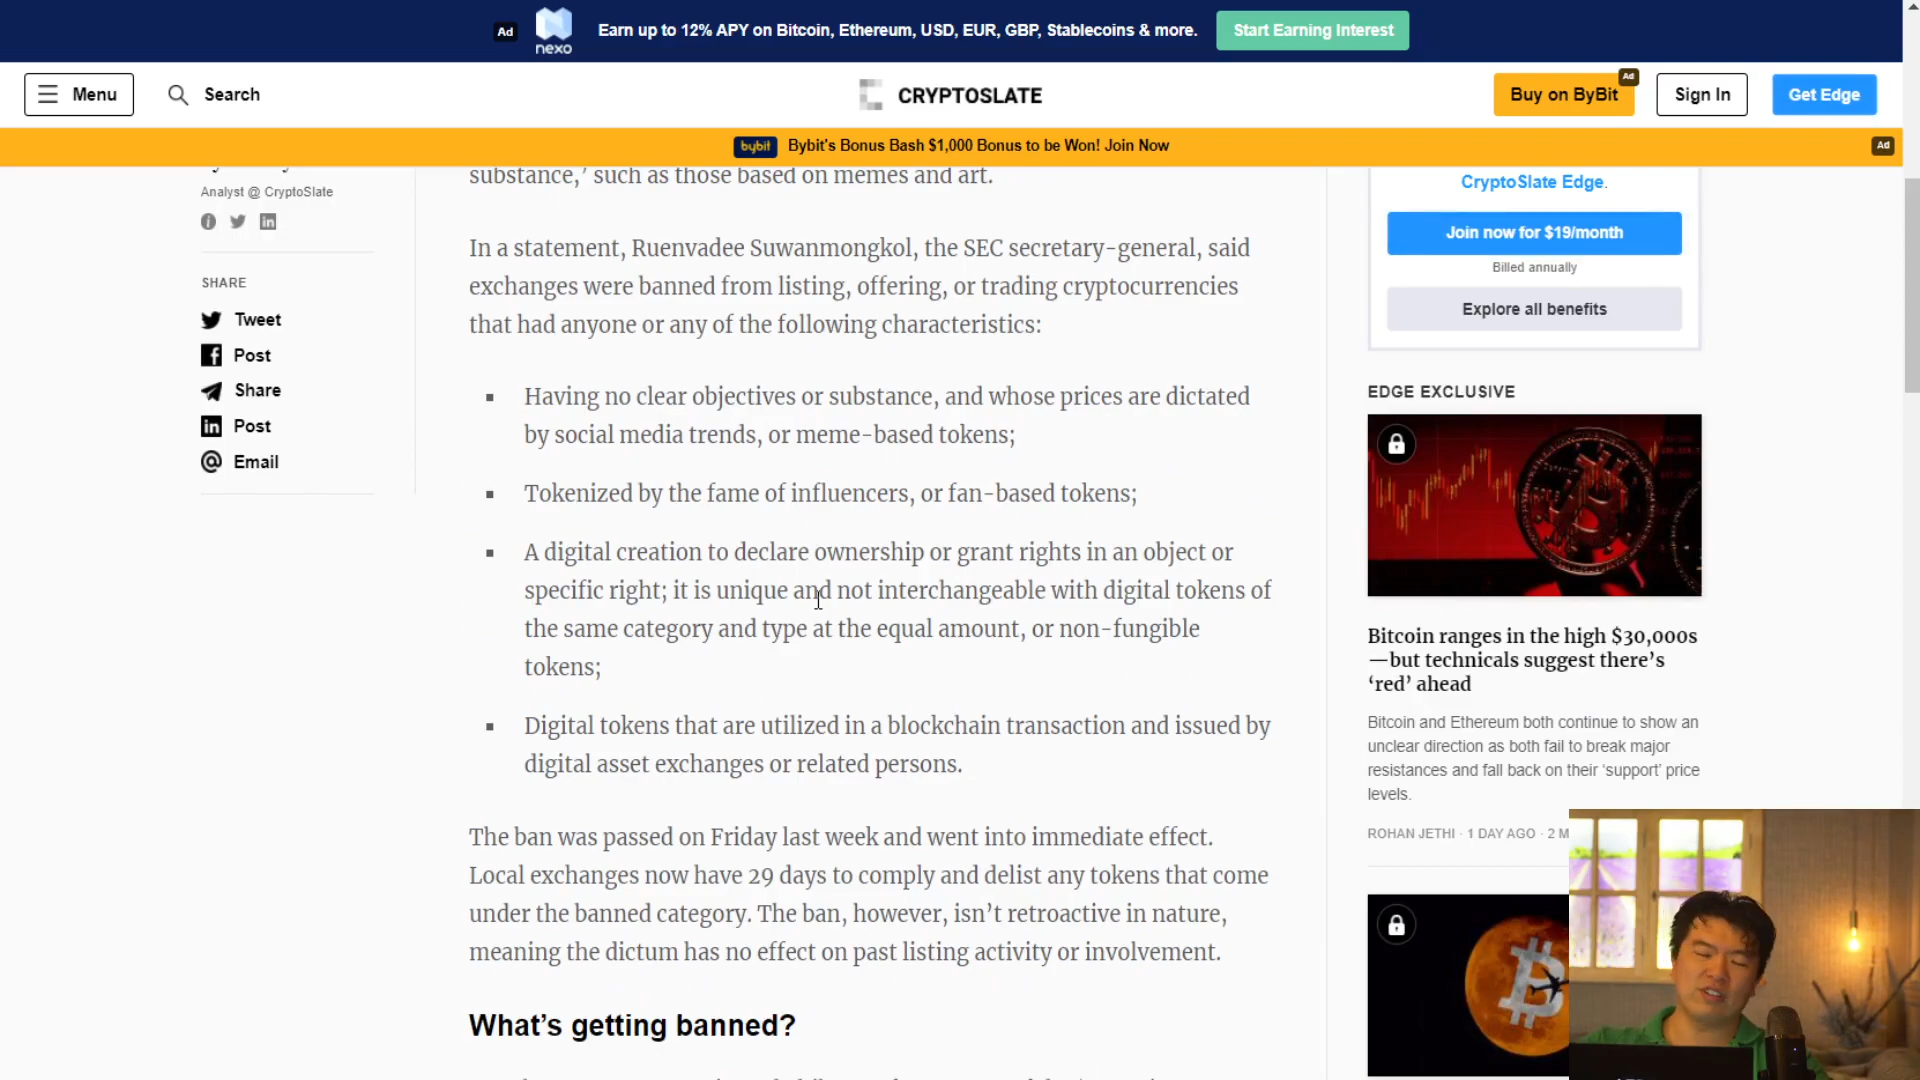 Ad
nexo
Earn up to 12% APY on Bitcoin, Ethereum, USD, EUR, GBP, Stablecoins & more.
Start Earning Interest
Menu
Search
CRYPTOSLATE
Buy on ByBit
Ad
Sign In
Get Edge
bybit
Bybit's Bonus Bash $1,000 Bonus to be Won! Join Now
Ad
Analyst @ CryptoSlate
SHARE
Tweet
Post
Share
Post
Email
substance,’ such as those based on memes and art.
In a statement, Ruenvadee Suwanmongkol, the SEC secretary-general, said
exchanges were banned from listing, offering, or trading cryptocurrencies
that had anyone or any of the following characteristics:
Having no clear objectives or substance, and whose prices are dictated
by social media trends, or meme-based tokens;
Tokenized by the fame of influencers, or fan-based tokens;
A digital creation to declare ownership or grant rights in an object or
specific right; it is unique and not interchangeable with digital tokens of
the same category and type at the equal amount, or non-fungible
tokens;
Digital tokens that are utilized in a blockchain transaction and issued by
digital asset exchanges or related persons.
The ban was passed on Friday last week and went into immediate effect.
Local exchanges now have 29 days to comply and delist any tokens that come
under the banned category. The ban, however, isn’t retroactive in nature,
meaning the dictum has no effect on past listing activity or involvement.
What’s getting banned?
CryptoSlate Edge.
Join now for $19/month
Billed annually
Explore all benefits
EDGE EXCLUSIVE
Bitcoin ranges in the high $30,000s
—but technicals suggest there’s
‘red’ ahead
Bitcoin and Ethereum both continue to show an
unclear direction as both fail to break major
resistances and fall back on their ‘support’ price
levels.
ROHAN JETHI · 1 DAY AGO · 2 M